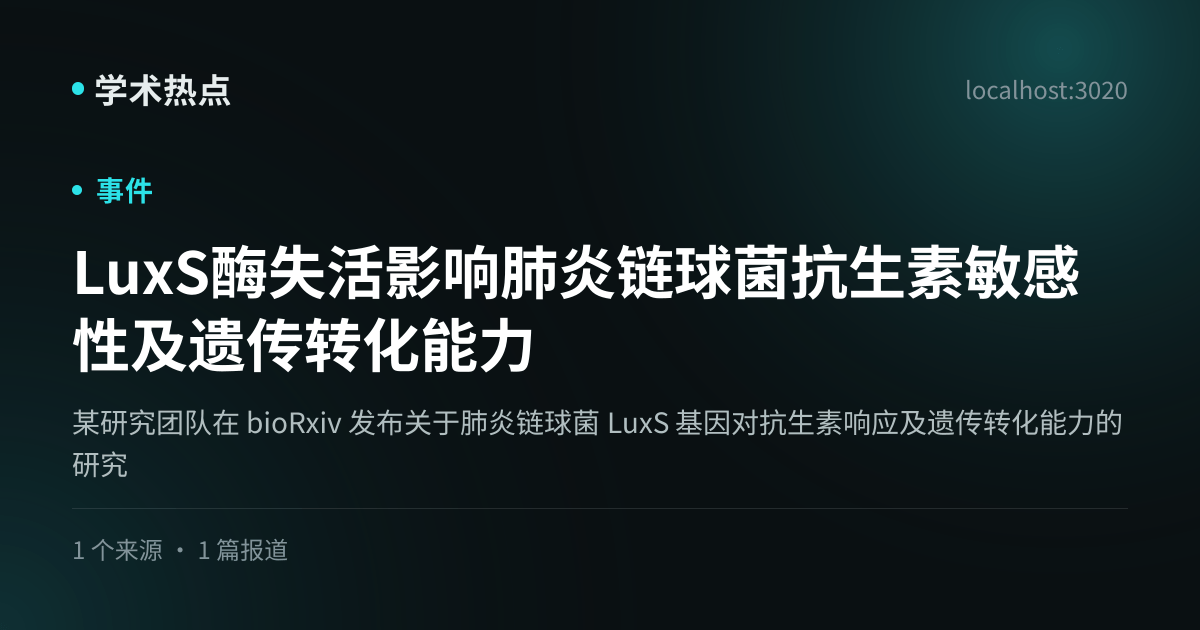 学术热点
localhost:3020
事件
LuxS酶失活影响肺炎链球菌抗生素敏感
性及遗传转化能力
某研究团队在 bioRxiv 发布关于肺炎链球菌 LuxS 基因对抗生素响应及遗传转化能力的
研究
1 个来源 · 1 篇报道